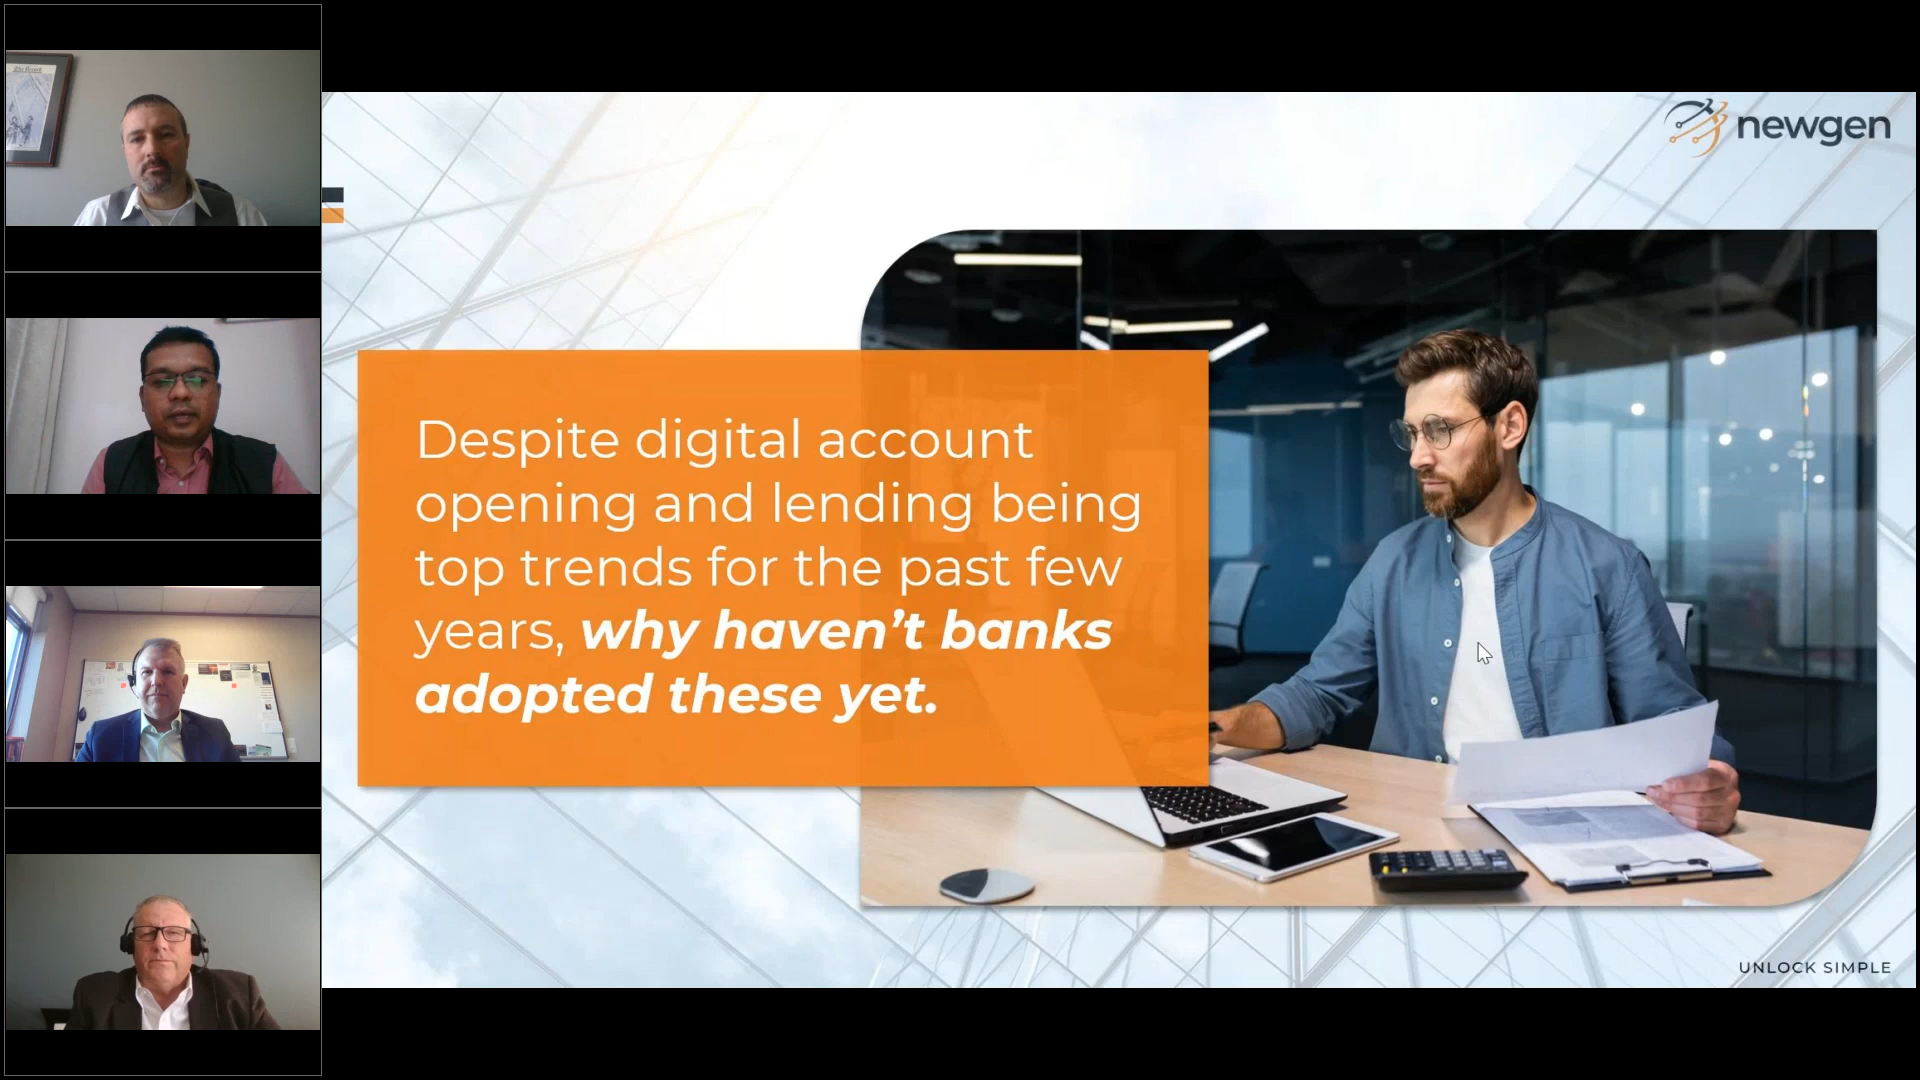 newgen
Despite digital account
opening and lending being
top trends for the past few
years, why haven’t banks
adopted these yet.
UNLOCK SIMPLE